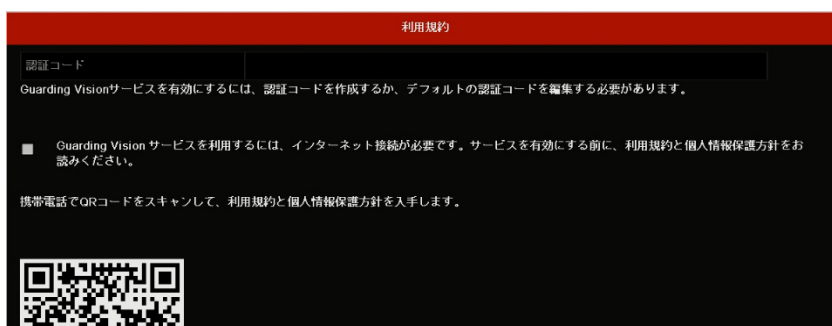 利用規約
認証コード
Guarding Visionサービスを有効にするには、認証コードを作成するか、デフォルトの認証コードを編集する必要があります。
Guarding Vision サービスを利用するには、インターネット接続が必要です。サービスを有効にする前に、利用規約と個人情報保護方針をお
読みください。
携帯電話でQRコードをスキャンして、利用規約と個人情報保護方針を入手します。